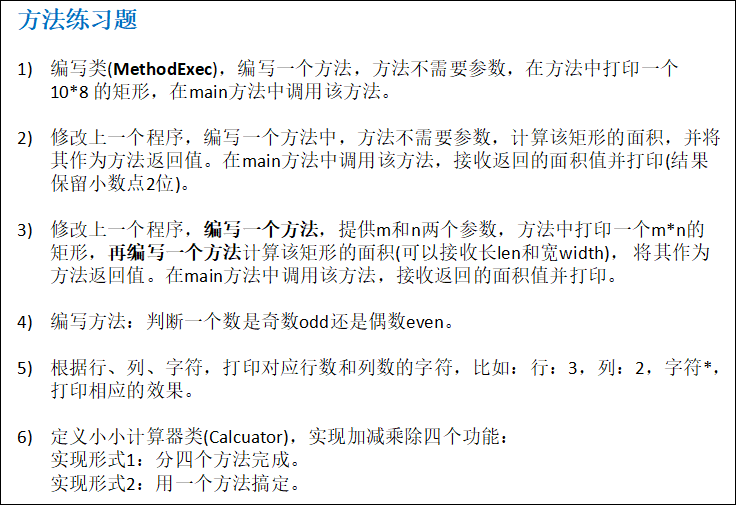 方法练习题
1) 编写类(MethodExec)，编写一个方法，方法不需要参数，在方法中打印一个
10*8 的矩形，在main方法中调用该方法。
2) 修改上一个程序，编写一个方法中，方法不需要参数，计算该矩形的面积，并将
其作为方法返回值。在main方法中调用该方法，接收返回的面积值并打印(结果
保留小数点2位)。
3) 修改上一个程序，编写一个方法，提供m和n两个参数，方法中打印一个m*n的
矩形，再编写一个方法计算该矩形的面积(可以接收长len和宽width)， 将其作为
方法返回值。在main方法中调用该方法，接收返回的面积值并打印。
4) 编写方法：判断一个数是奇数odd还是偶数even。
5) 根据行、列、字符，打印对应行数和列数的字符，比如：行：3，列：2，字符*，
打印相应的效果。
6) 定义小小计算器类(Calcuator)，实现加减乘除四个功能：
实现形式1：分四个方法完成。
实现形式2：用一个方法搞定。